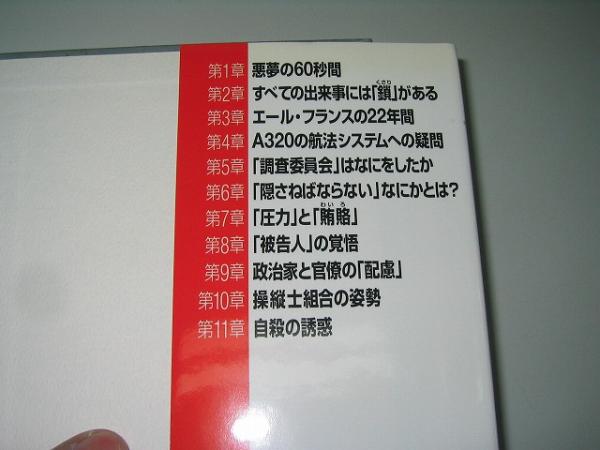 第1章 悪夢の60秒間
第2章 すべての出来事には「鎖」がある
くさり
第3章 エール・フランスの22年間
第4章 A320の航法システムへの疑問
第5章 「調査委員会」はなにをしたか
第6章 「隠さねばならない」なにかとは?
第7章 「圧力」と「賄賂」
わいろ
第8章 「被告人」の覚悟
第9章 政治家と官僚の「配慮」
第10章 操縦士組合の姿勢
第11章 自殺の誘惑